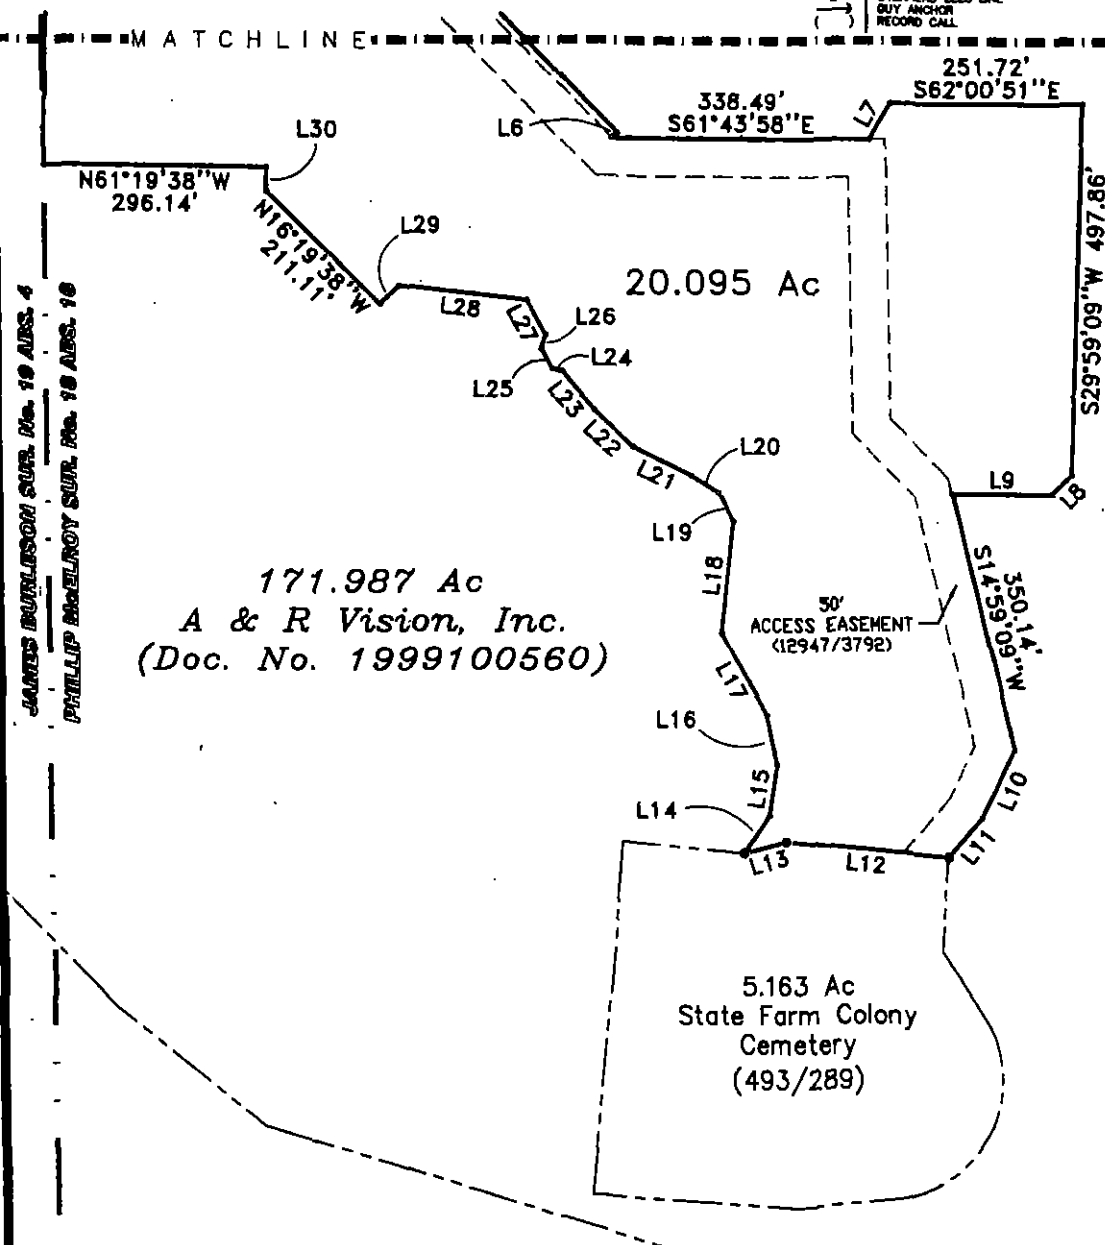 GUY ANCHOR
( ) RECORD CALL
MATCHLINE
251.72'
S62°00'51"E
338.49'
S61°43'58"E
L7
L6
L30
N61°19'38"W
296.14'
N16°19'38"W
211.11'
L29
L28
20.095 Ac
S29°59'09"W 497.86'
L27
L26
L24
L25
L23
L22
L21
L20
L19
L9
L8
L18
JAMES BURLESON SUR. No. 19 ABS. 4
PHILLIP McELROY SUR. No. 18 ABS. 16
171.987 Ac
A & R Vision, Inc.
(Doc. No. 1999100560)
50'
ACCESS EASEMENT
(12947/3792)
350.14'
S14°59'09"W
L17
L16
L15
L14
L13
L12
L11
L10
5.163 Ac
State Farm Colony
Cemetery
(493/289)